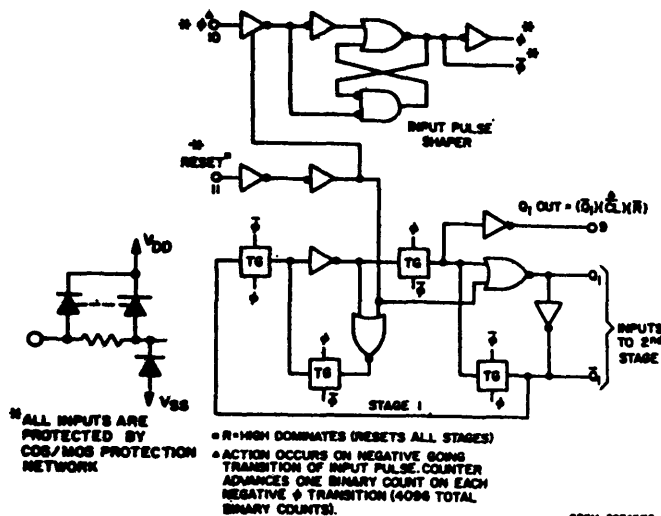 * ϕ▵
10
ϕ*
ϕ̄*
INPUT PULSE
SHAPER
*
RESET▪
11
Q1 OUT = (Q̄1)(C̄L▵)(R̄)
9
ϕ̄
TG
ϕ
ϕ
TG
ϕ̄
Q1
INPUTS
TO 2nd
STAGE
Q̄1
ϕ
TG
ϕ̄
ϕ̄
TG
ϕ
STAGE 1
VDD
VSS
*ALL INPUTS ARE
PROTECTED BY
COS/MOS PROTECTION
NETWORK
▪ R=HIGH DOMINATES (RESETS ALL STAGES)
▵ ACTION OCCURS ON NEGATIVE GOING
TRANSITION OF INPUT PULSE. COUNTER
ADVANCES ONE BINARY COUNT ON EACH
NEGATIVE ϕ TRANSITION (4096 TOTAL
BINARY COUNTS).